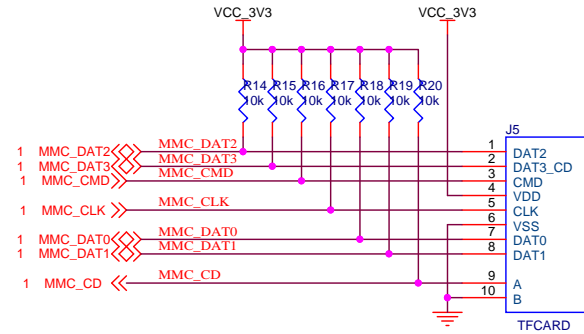 VCC_3V3 VCC_3V3
R14 R15 R16 R17 R18 R19 R20
10k 10k 10k 10k 10k 10k 10k
J5
1 MMC_DAT2 MMC_DAT2 1 DAT2
1 MMC_DAT3 MMC_DAT3 2 DAT3_CD
1 MMC_CMD MMC_CMD 3 CMD
4 VDD
1 MMC_CLK MMC_CLK 5 CLK
6 VSS
1 MMC_DAT0 MMC_DAT0 7 DAT0
1 MMC_DAT1 MMC_DAT1 8 DAT1
1 MMC_CD MMC_CD 9 A
10 B
TFCARD